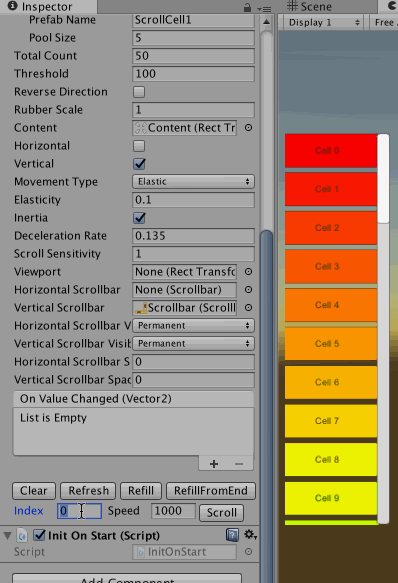 Inspector
Prefab Name ScrollCell1
Pool Size 5
Total Count 50
Threshold 100
Reverse Direction
Rubber Scale 1
Content Content (Rect Tr
Horizontal
Vertical
Movement Type Elastic
Elasticity 0.1
Inertia
Deceleration Rate 0.135
Scroll Sensitivity 1
Viewport None (Rect Transfo
Horizontal Scrollbar None (Scrollbar)
Vertical Scrollbar Scrollbar (Scroll
Horizontal Scrollbar V Permanent
Vertical Scrollbar Visib Permanent
Horizontal Scrollbar S 0
Vertical Scrollbar Spac 0
On Value Changed (Vector2)
List is Empty
Clear Refresh Refill RefillFromEnd
Index 0 Speed 1000 Scroll
Init On Start (Script)
Script InitOnStart
Add Component
Scene
Display 1 Free
Cell 0
Cell 1
Cell 2
Cell 3
Cell 4
Cell 5
Cell 6
Cell 7
Cell 8
Cell 9